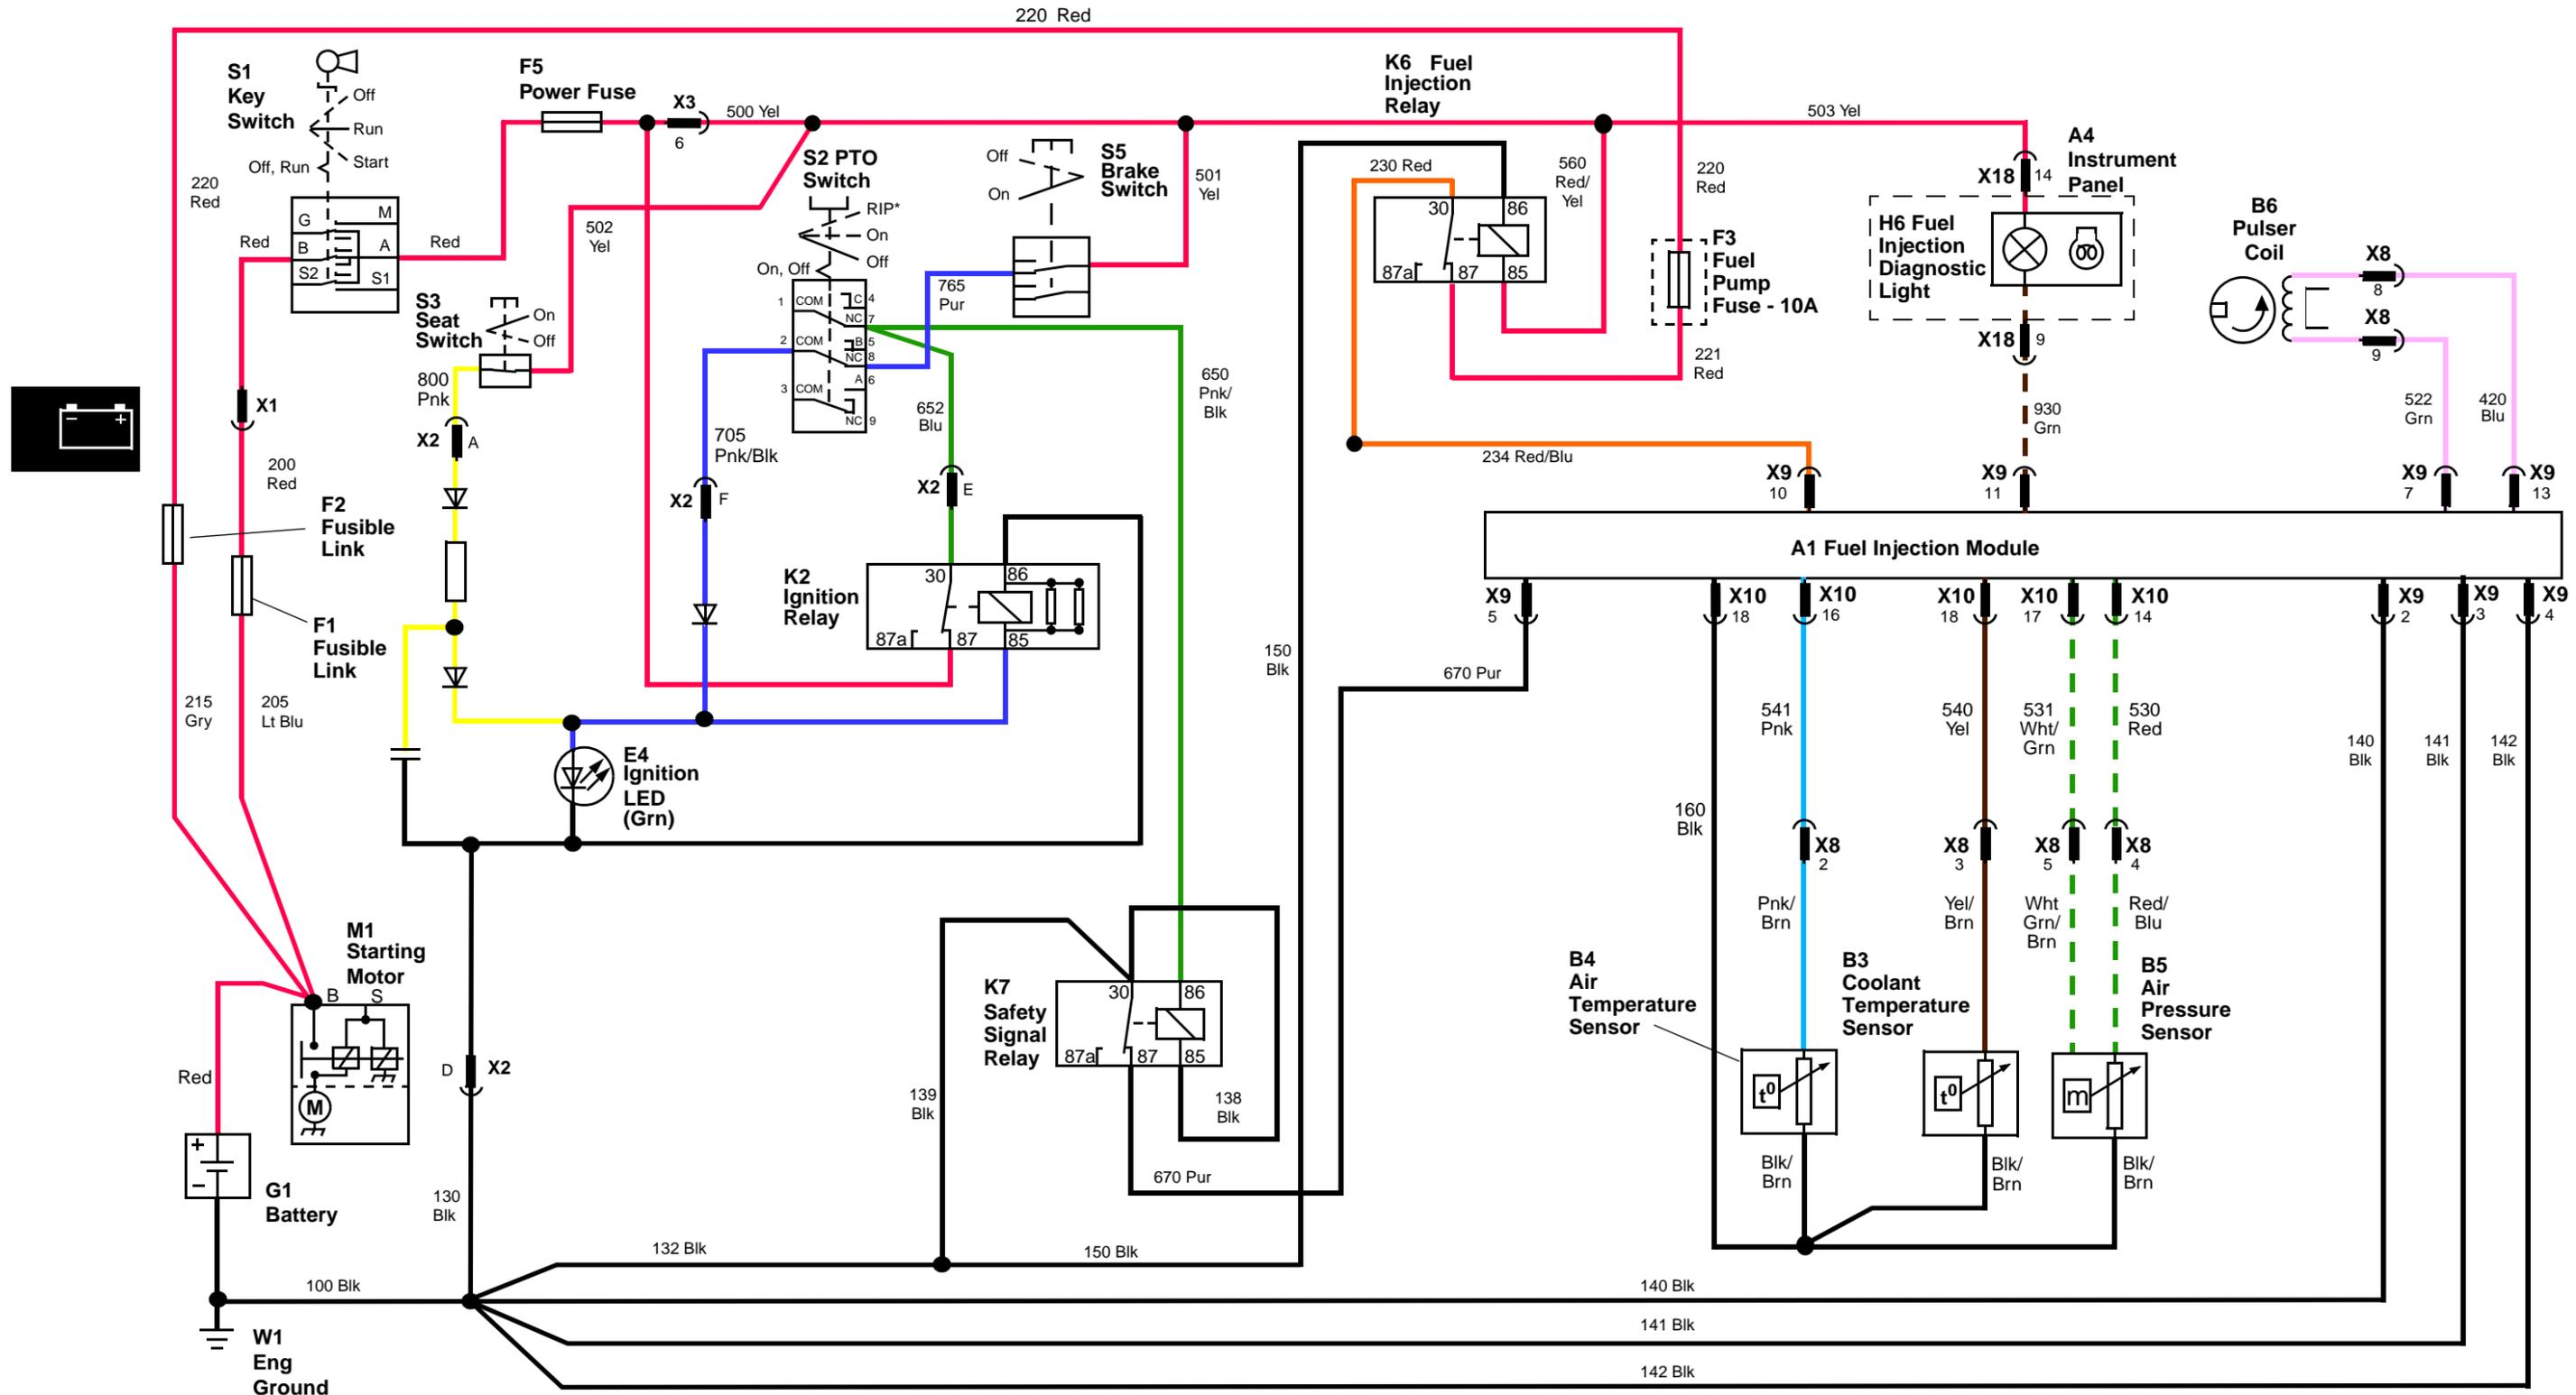 220 Red
S1
Key
Switch
Off
Run
Start
Off, Run
F5
Power Fuse
X3
6
500 Yel
K6 Fuel
Injection
Relay
503 Yel
A4
Instrument
Panel
220
Red
G
M
B
A
S2
S1
Red
Red
502
Yel
S2 PTO
Switch
RIP*
On
Off
On, Off
Off
On
S5
Brake
Switch
501
Yel
230 Red
560
Red/
Yel
220
Red
30
86
87a
87
85
F3
Fuel
Pump
Fuse - 10A
221
Red
X18
14
H6 Fuel
Injection
Diagnostic
Light
X18
9
930
Grn
B6
Pulser
Coil
X8
8
X8
9
522
Grn
420
Blu
S3
Seat
Switch
On
Off
1
COM
C
4
NC
7
2
COM
B
5
NC
8
3
COM
A
6
NC
9
765
Pur
800
Pnk
X2
A
− +
X1
200
Red
F2
Fusible
Link
F1
Fusible
Link
215
Gry
205
Lt Blu
705
Pnk/Blk
X2
F
652
Blu
X2
E
650
Pnk/
Blk
234 Red/Blu
X9
10
X9
11
X9
7
X9
13
A1 Fuel Injection Module
K2
Ignition
Relay
30
86
87a
87
85
X9
5
X10
18
X10
16
X10
18
X10
17
X10
14
X9
2
X9
3
X9
4
150
Blk
670 Pur
541
Pnk
540
Yel
531
Wht/
Grn
530
Red
140
Blk
141
Blk
142
Blk
E4
Ignition
LED
(Grn)
160
Blk
X8
2
X8
3
X8
5
X8
4
Pnk/
Brn
Yel/
Brn
Wht
Grn/
Brn
Red/
Blu
M1
Starting
Motor
B
S
M
Red
+
−
G1
Battery
D
X2
130
Blk
K7
Safety
Signal
Relay
30
86
87a
87
85
139
Blk
138
Blk
670 Pur
B4
Air
Temperature
Sensor
t⁰
B3
Coolant
Temperature
Sensor
t⁰
B5
Air
Pressure
Sensor
m
Blk/
Brn
Blk/
Brn
Blk/
Brn
132 Blk
150 Blk
100 Blk
140 Blk
141 Blk
142 Blk
W1
Eng
Ground